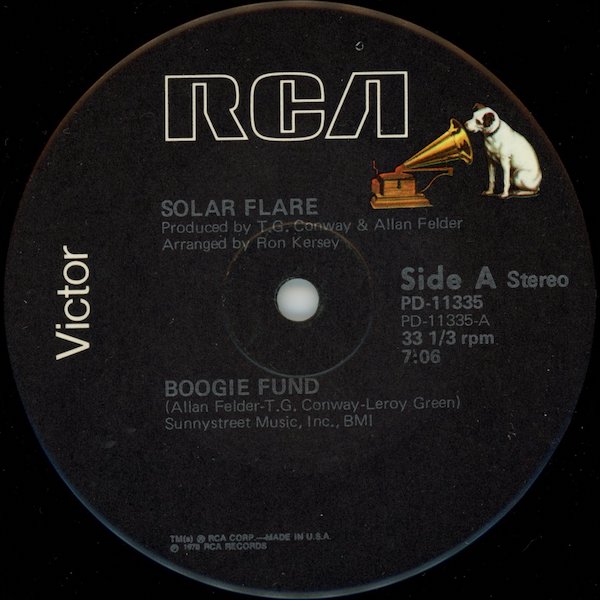 RCA
SOLAR FLARE
Produced by T.G. Conway & Allan Felder
Arranged by Ron Kersey
Victor
Side A Stereo
PD-11335
PD-11335-A
33 1/3 rpm
7:06
BOOGIE FUND
(Allan Felder-T.G. Conway-Leroy Green)
Sunnystreet Music, Inc., BMI
TM(s) ® RCA CORP.—MADE IN U.S.A.
℗ 1978 RCA RECORDS